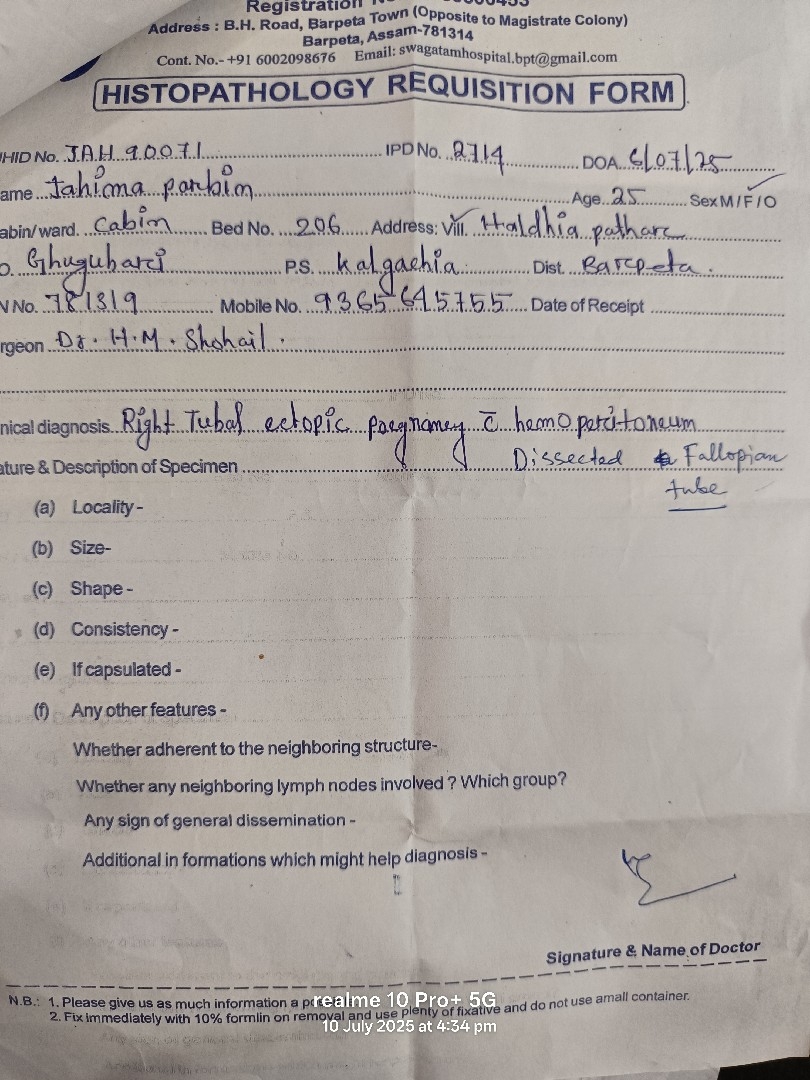 Registration
Address : B.H. Road, Barpeta Town (Opposite to Magistrate Colony)
Barpeta, Assam-781314
Cont. No.- +91 6002098676 Email: swagatamhospital.bpt@gmail.com
HISTOPATHOLOGY REQUISITION FORM
HID No. JAH 90071 IPD No. 2714 DOA 6/07/25
ame Jahima parbim Age 25 Sex M/F/O
abin/ward. Cabin Bed No. 206 Address: Vill. Haldhia pathar
O. Ghugubari P.S. Kalgachia Dist. Barpeta.
N No. 781319 Mobile No. 9365645755 Date of Receipt
rgeon Dr. H.M. Shohail.
nical diagnosis Right Tubal ectopic pregnancy c̄ hemoperitoneum
ature & Description of Specimen Dissected Fallopian
tube
(a) Locality -
(b) Size-
(c) Shape -
(d) Consistency -
(e) If capsulated -
(f) Any other features -
Whether adherent to the neighboring structure-
Whether any neighboring lymph nodes involved ? Which group?
Any sign of general dissemination -
Additional in formations which might help diagnosis -
Signature & Name of Doctor
N.B.: 1. Please give us as much information a
2. Fix immediately with 10% formlin on removal and use plenty of fixative and do not use amall container.
realme 10 Pro+ 5G
10 July 2025 at 4:34 pm